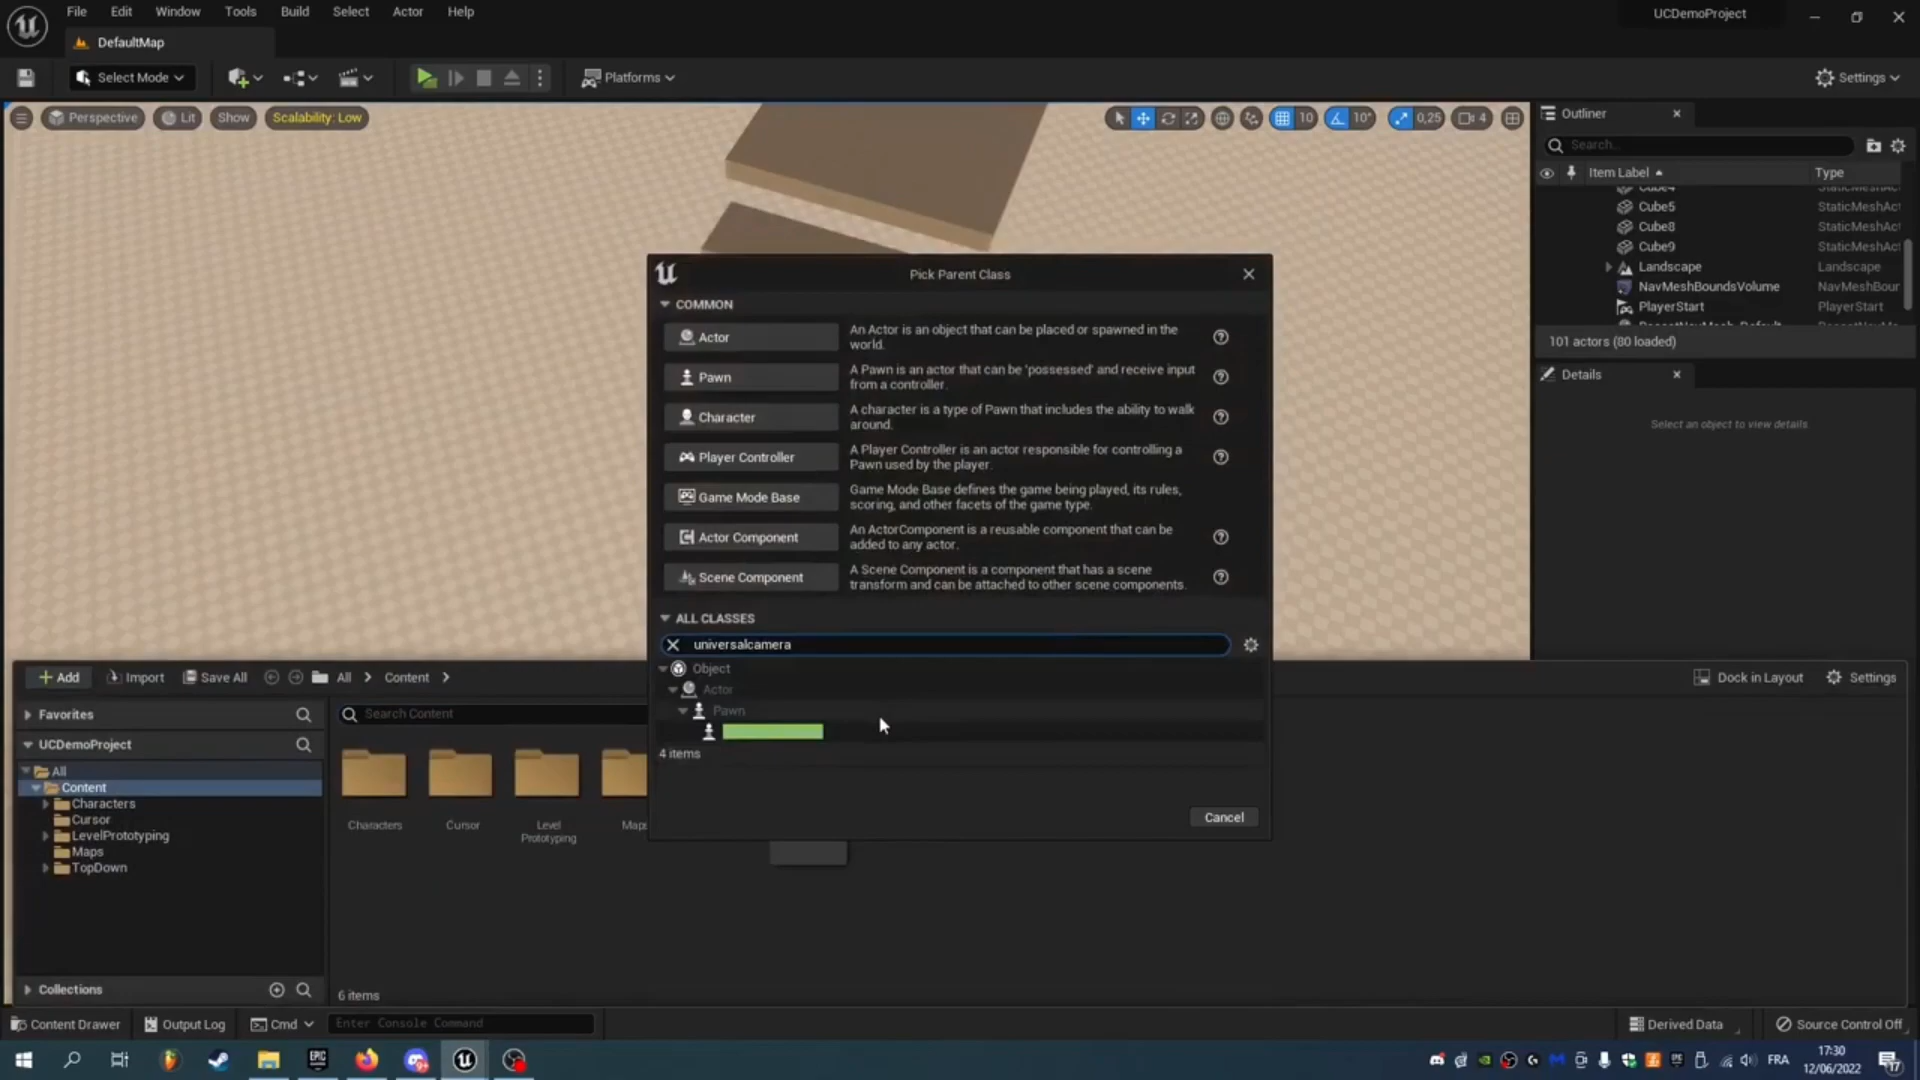 File Edit Window Tools Build Select Actor Help
UCDemoProject
DefaultMap
Select Mode
Platforms
Settings
Perspective
Lit
Show
Scalability: Low
10
10°
0,25
4
Outliner
Search...
Item Label
Type
Cube4
StaticMeshAct
Cube5
StaticMeshAct
Cube8
StaticMeshAct
Cube9
StaticMeshAct
Landscape
Landscape
NavMeshBoundsVolume
NavMeshBour
PlayerStart
PlayerStart
101 actors (80 loaded)
Details
Select an object to view details
Pick Parent Class
COMMON
Actor
An Actor is an object that can be placed or spawned in the
world.
Pawn
A Pawn is an actor that can be 'possessed' and receive input
from a controller.
Character
A character is a type of Pawn that includes the ability to walk
around.
Player Controller
A Player Controller is an actor responsible for controlling a
Pawn used by the player.
Game Mode Base
Game Mode Base defines the game being played, its rules,
scoring, and other facets of the game type.
Actor Component
An ActorComponent is a reusable component that can be
added to any actor.
Scene Component
A Scene Component is a component that has a scene
transform and can be attached to other scene components.
ALL CLASSES
universalcamera
Object
Actor
Pawn
4 items
Cancel
Add
Import
Save All
All
Content
Dock in Layout
Settings
Favorites
Search Content
UCDemoProject
All
Content
Characters
Cursor
LevelPrototyping
Maps
TopDown
Characters
Cursor
Level
Prototyping
Maps
Collections
6 items
Content Drawer
Output Log
Cmd
Enter Console Command
Derived Data
Source Control Off
EPIC
FRA
17:30
12/06/2022
17